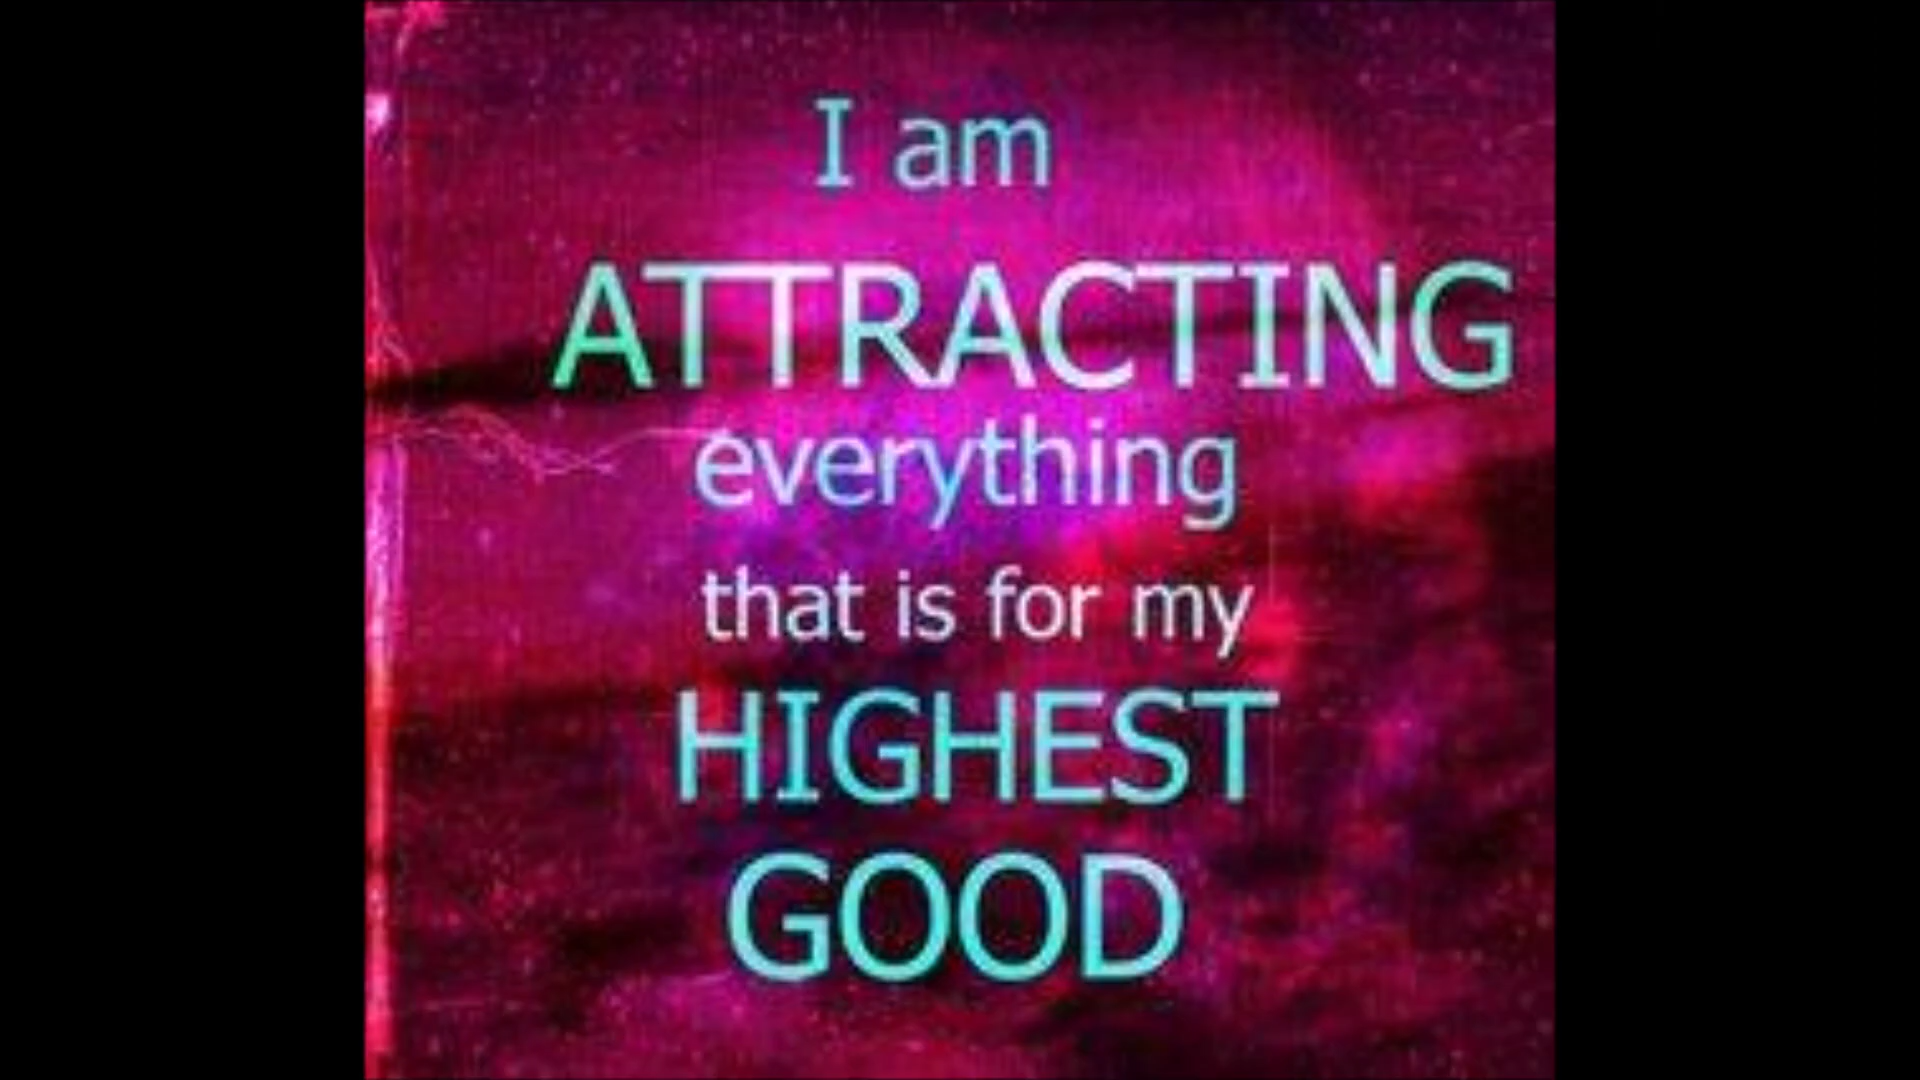 I am
ATTRACTING
everything
that is for my
HIGHEST
GOOD